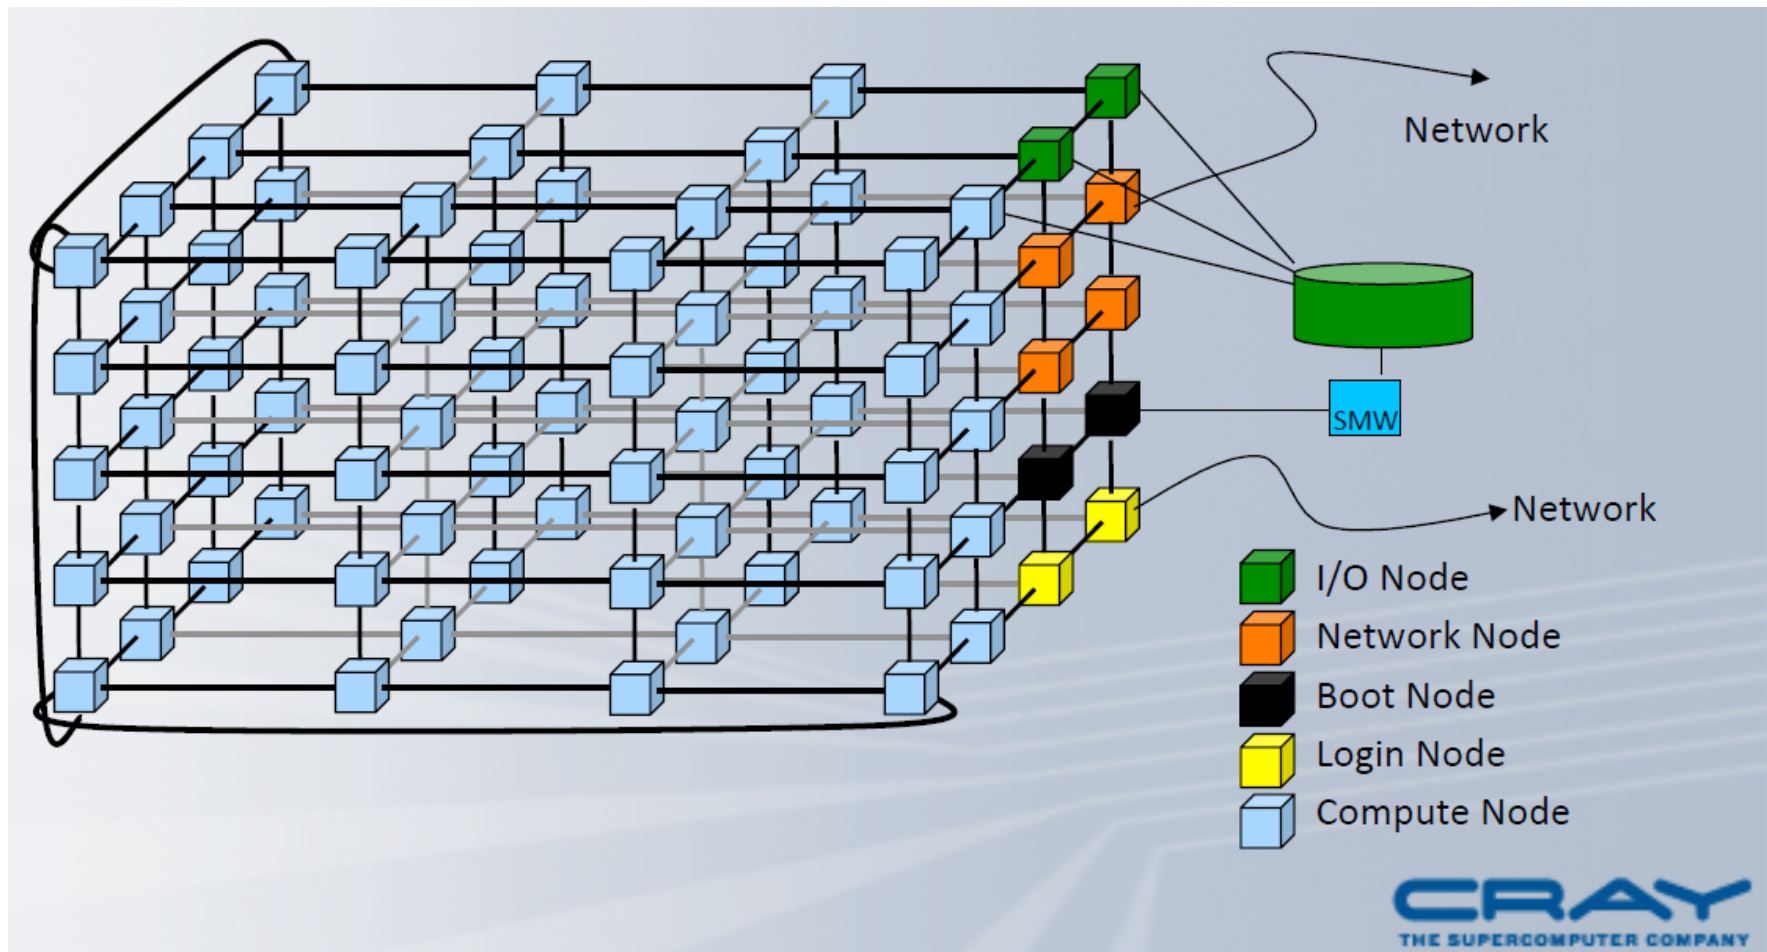 Network
SMW
Network
I/O Node
Network Node
Boot Node
Login Node
Compute Node
CRAY
THE SUPERCOMPUTER COMPANY